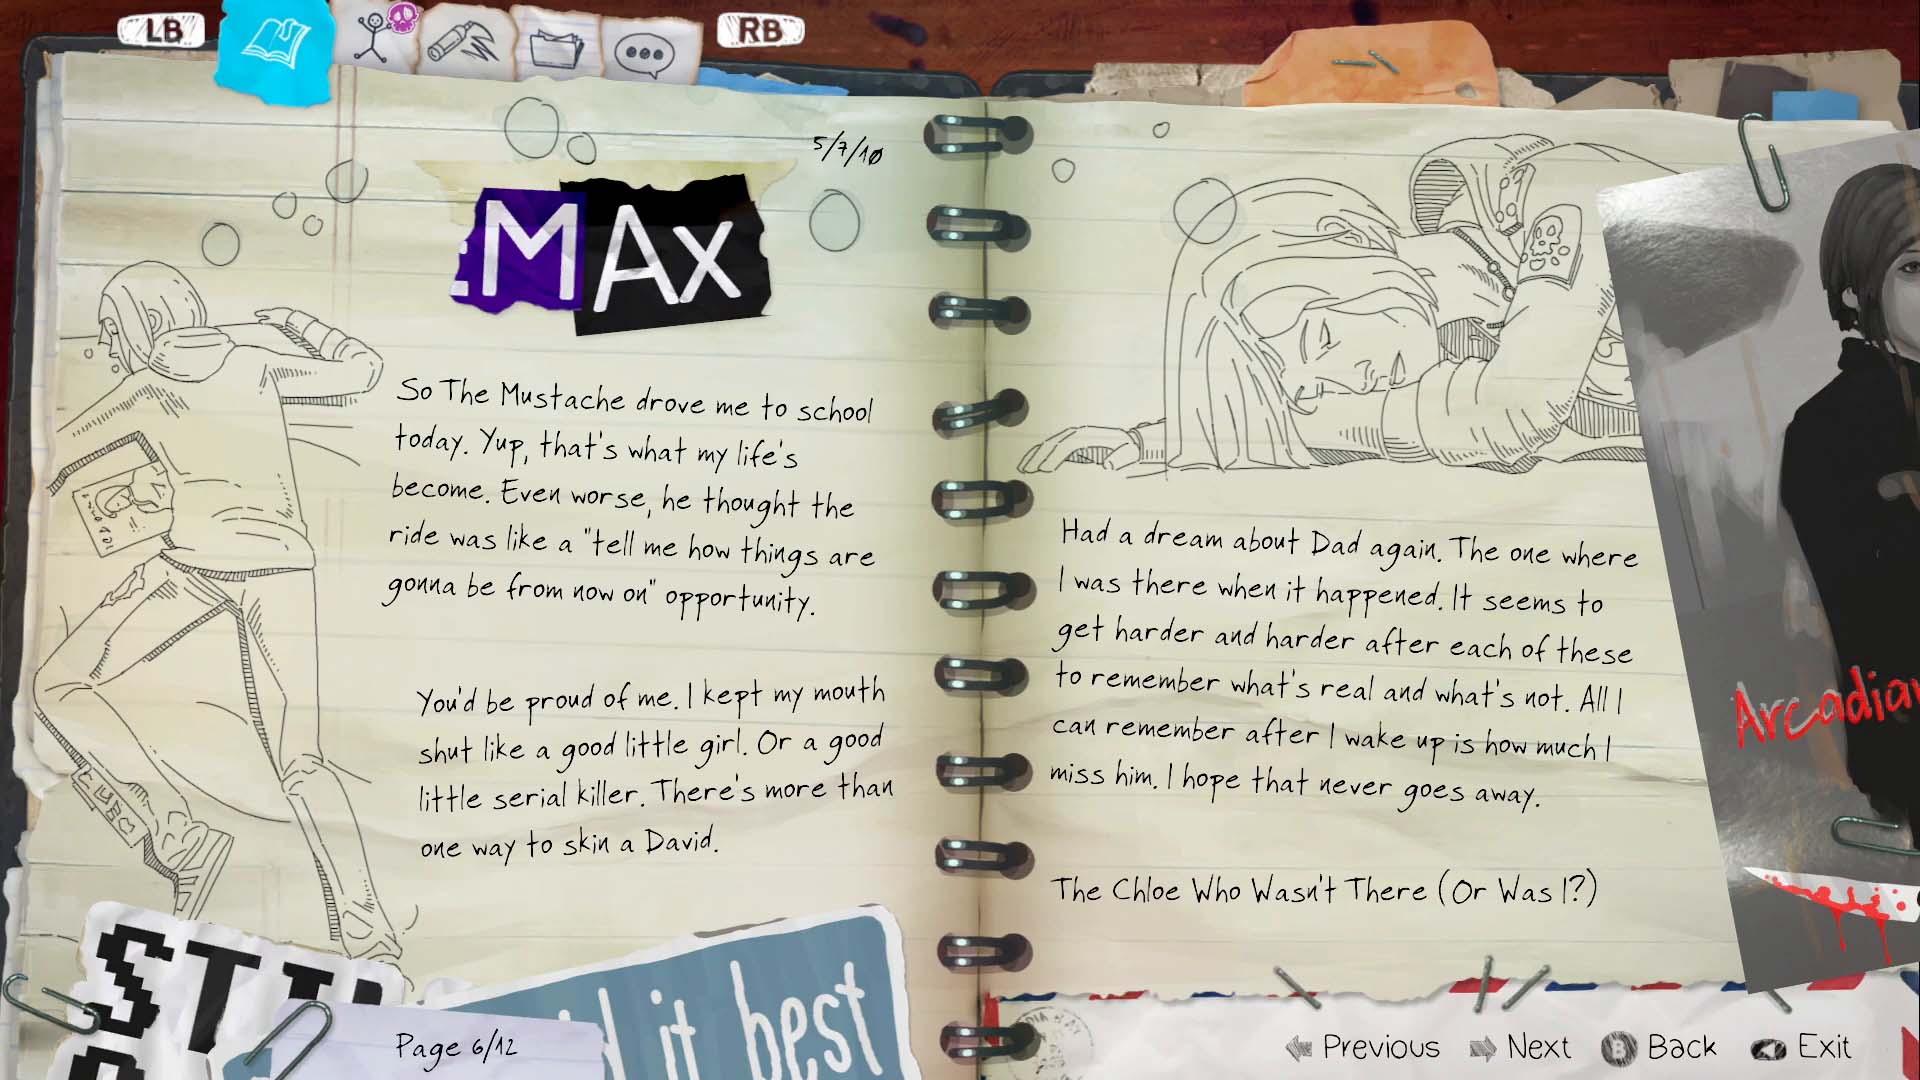 LB
RB
5/7/10
MAx
So The Mustache drove me to school
today. Yup, that's what my life's
become. Even worse, he thought the
ride was like a "tell me how things are
gonna be from now on" opportunity.
You'd be proud of me. I kept my mouth
shut like a good little girl. Or a good
little serial killer. There's more than
one way to skin a David.
it best
Page 6/12
Had a dream about Dad again. The one where
I was there when it happened. It seems to
get harder and harder after each of these
to remember what's real and what's not. All I
can remember after I wake up is how much I
miss him. I hope that never goes away.
The Chloe Who Wasn't There (Or Was I?)
Arcadia
Previous
Next
B Back
Exit